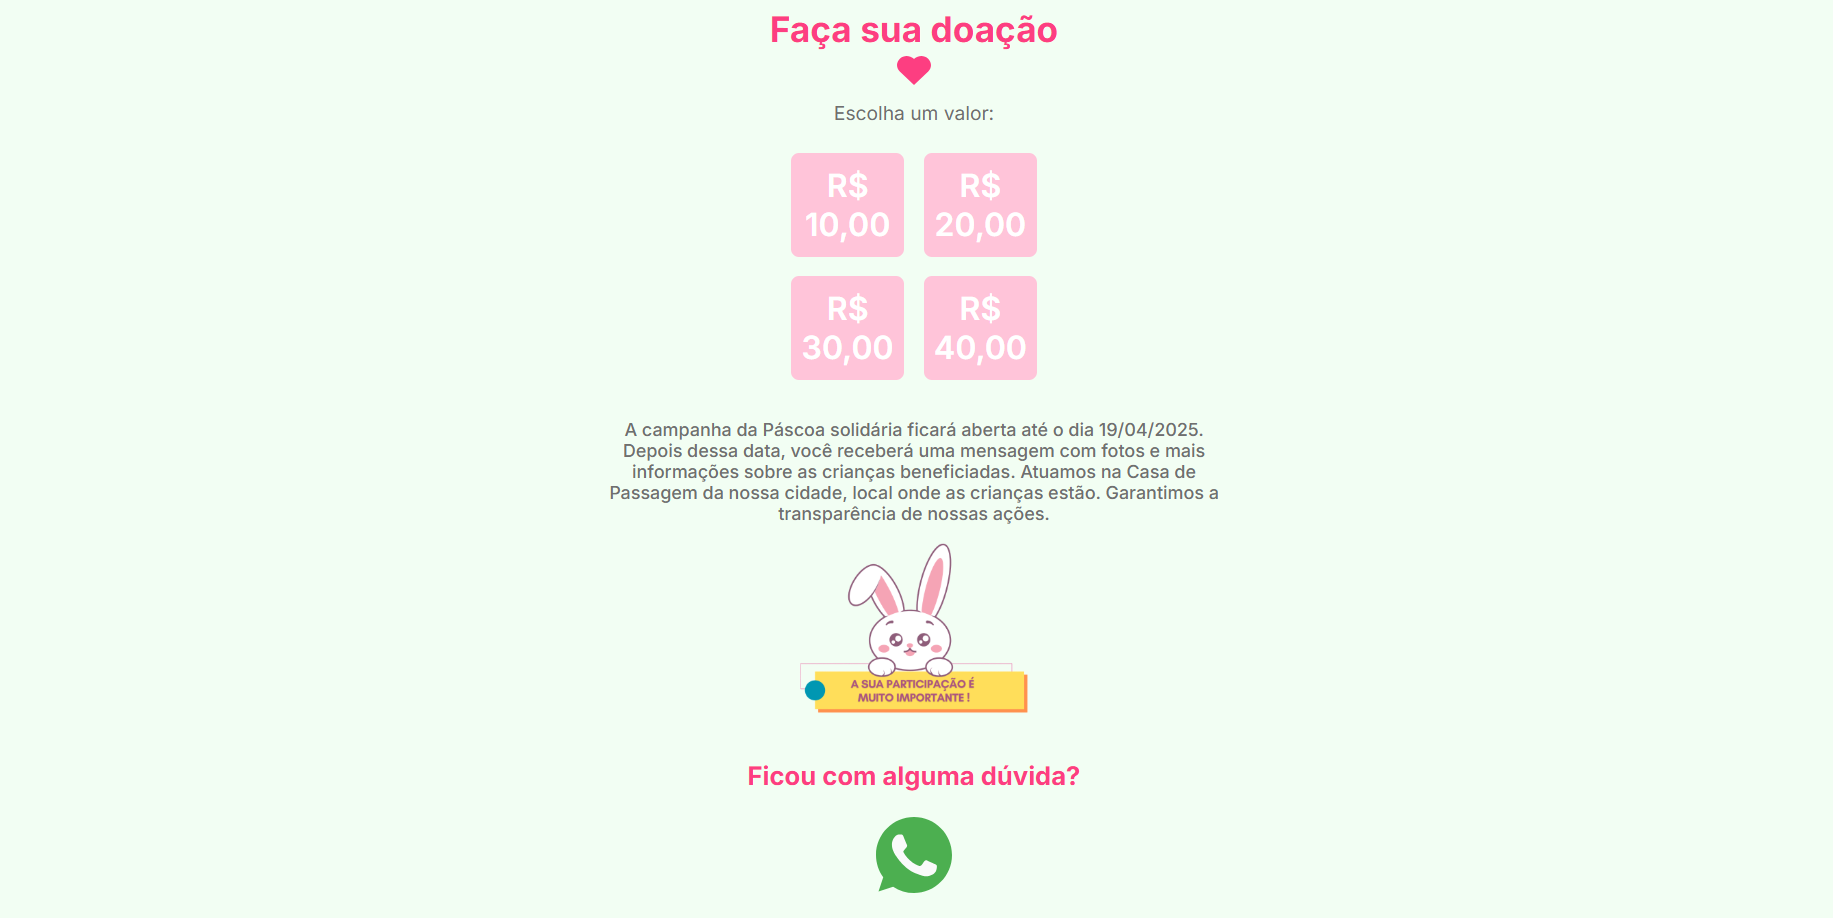 Faça sua doação
Escolha um valor:
R$
10,00
R$
20,00
R$
30,00
R$
40,00
A campanha da Páscoa solidária ficará aberta até o dia 19/04/2025.
Depois dessa data, você receberá uma mensagem com fotos e mais
informações sobre as crianças beneficiadas. Atuamos na Casa de
Passagem da nossa cidade, local onde as crianças estão. Garantimos a
transparência de nossas ações.
A SUA PARTICIPAÇÃO É
MUITO IMPORTANTE !
Ficou com alguma dúvida?